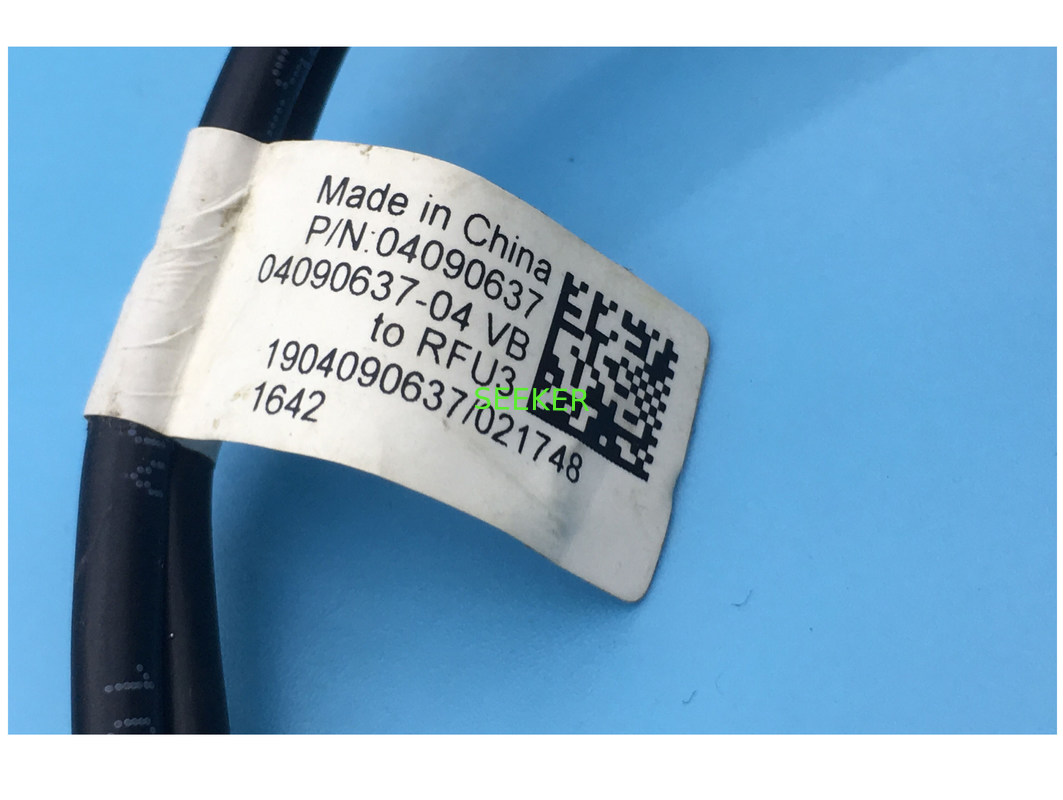 Made in China
P/N:04090637
04090637-04 VB
to RFU3
1904090637/021748
1642
SEEKER